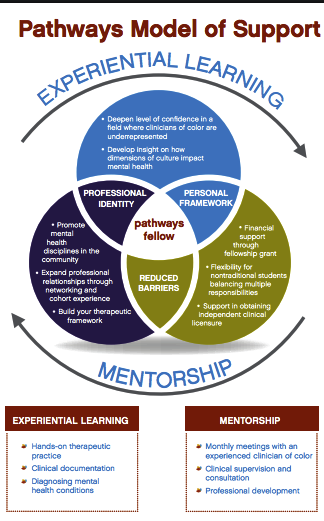 Pathways Model of Support
EXPERIENTIAL LEARNING
• Deepen level of confidence in a
field where clinicians of color are
underrepresented
• Develop insight on how
dimensions of culture impact
mental health
PROFESSIONAL
IDENTITY
PERSONAL
FRAMEWORK
pathways
fellow
REDUCED
BARRIERS
• Promote
mental
health
disciplines in the
community
• Expand professional
relationships through
networking and
cohort experience
• Build your therapeutic
framework
• Financial
support
through
fellowship grant
• Flexibility for
nontraditional students
balancing multiple
responsibilities
• Support in obtaining
independent clinical
licensure
MENTORSHIP
EXPERIENTIAL LEARNING
Hands-on therapeutic
practice
Clinical documentation
Diagnosing mental
health conditions
MENTORSHIP
Monthly meetings with an
experienced clinician of color
Clinical supervision and
consultation
Professional development